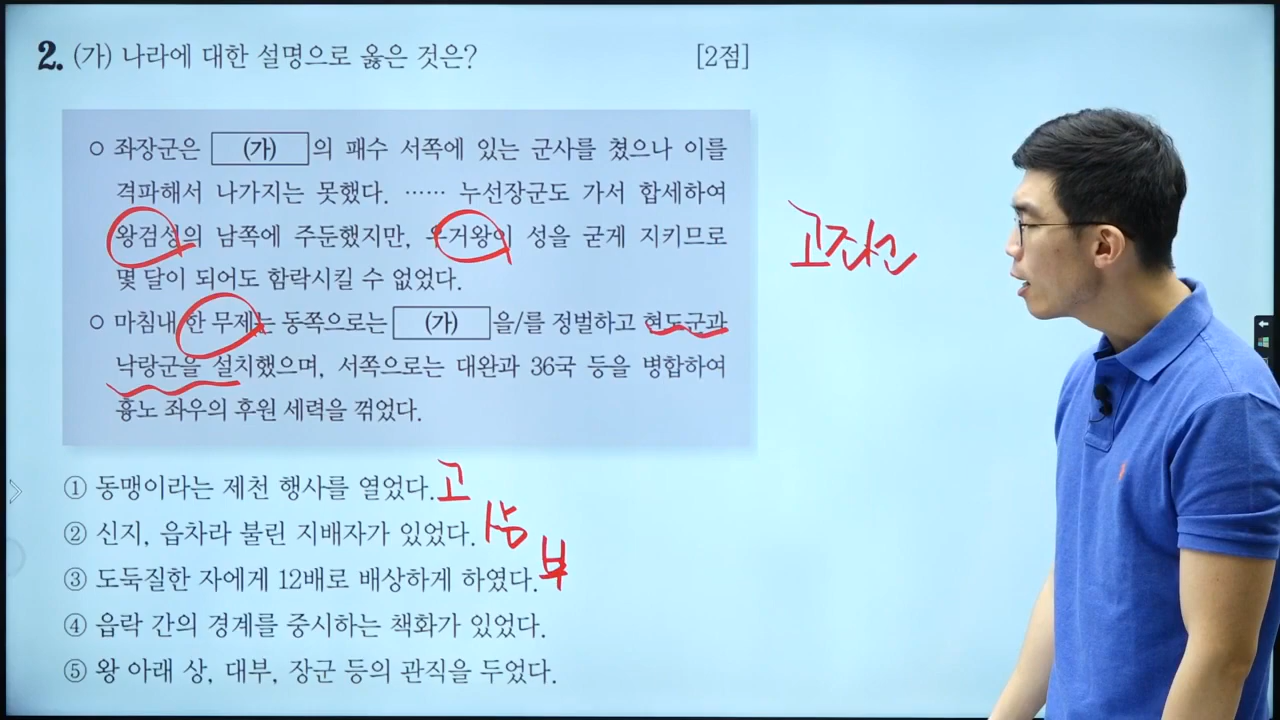 2. (가) 나라에 대한 설명으로 옳은 것은? [2점]
○ 좌장군은 (가) 의 패수 서쪽에 있는 군사를 쳤으나 이를
격파해서 나가지는 못했다. …… 누선장군도 가서 합세하여
왕검성의 남쪽에 주둔했지만, 우거왕이 성을 굳게 지키므로
몇 달이 되어도 함락시킬 수 없었다.
고조선
○ 마침내 한 무제는 동쪽으로는 (가) 을/를 정벌하고 현도군과
낙랑군을 설치했으며, 서쪽으로는 대완과 36국 등을 병합하여
흉노 좌우의 후원 세력을 꺾었다.
① 동맹이라는 제천 행사를 열었다. 고
② 신지, 읍차라 불린 지배자가 있었다. 삼
③ 도둑질한 자에게 12배로 배상하게 하였다. 부
④ 읍락 간의 경계를 중시하는 책화가 있었다.
⑤ 왕 아래 상, 대부, 장군 등의 관직을 두었다.